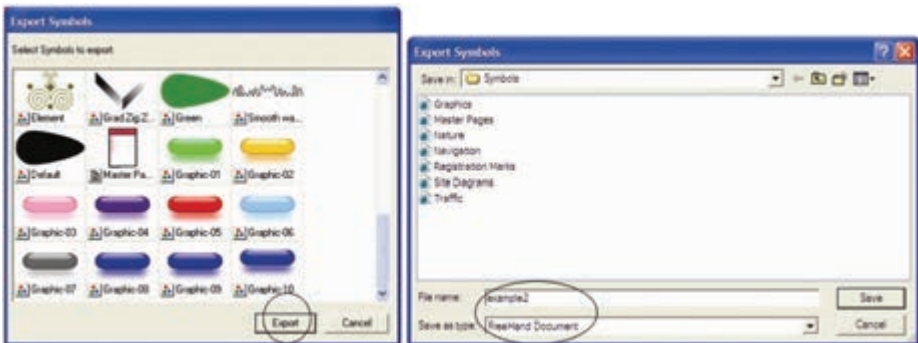 Export Symbols
Select Symbols to export
Element
Grad Zig Z...
Green
Smooth wa...
Default
Master Pa...
Graphic-01
Graphic-02
Graphic-03
Graphic-04
Graphic-05
Graphic-06
Graphic-07
Graphic-08
Graphic-09
Graphic-10
Export
Cancel
Export Symbols
Save in:
Symbols
Graphics
Master Pages
Nature
Navigation
Registration Marks
Site Diagrams
Traffic
File name:
example2
Save
Save as type:
FreeHand Document
Cancel